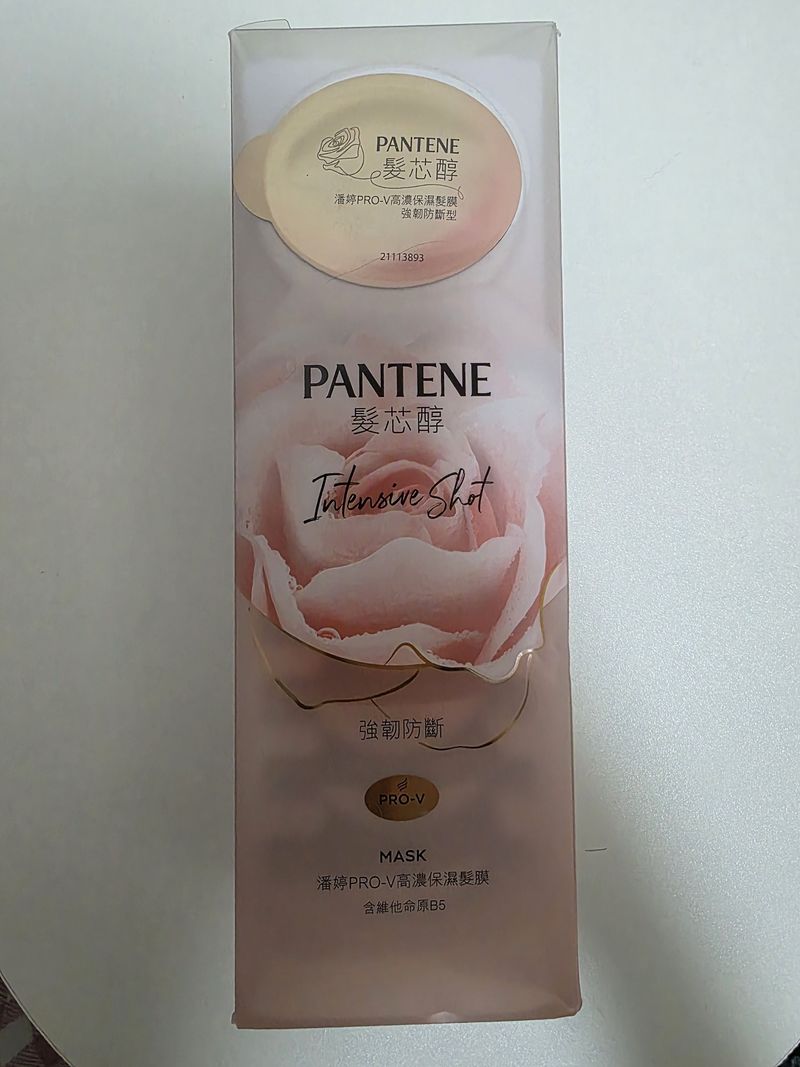 PANTENE
髮芯醇
潘婷PRO-V高濃保濕髮膜
強韌防斷型
21113893
PANTENE
髮芯醇
Intensive Shot
強韌防斷
PRO-V
MASK
潘婷PRO-V高濃保濕髮膜
含維他命原B5